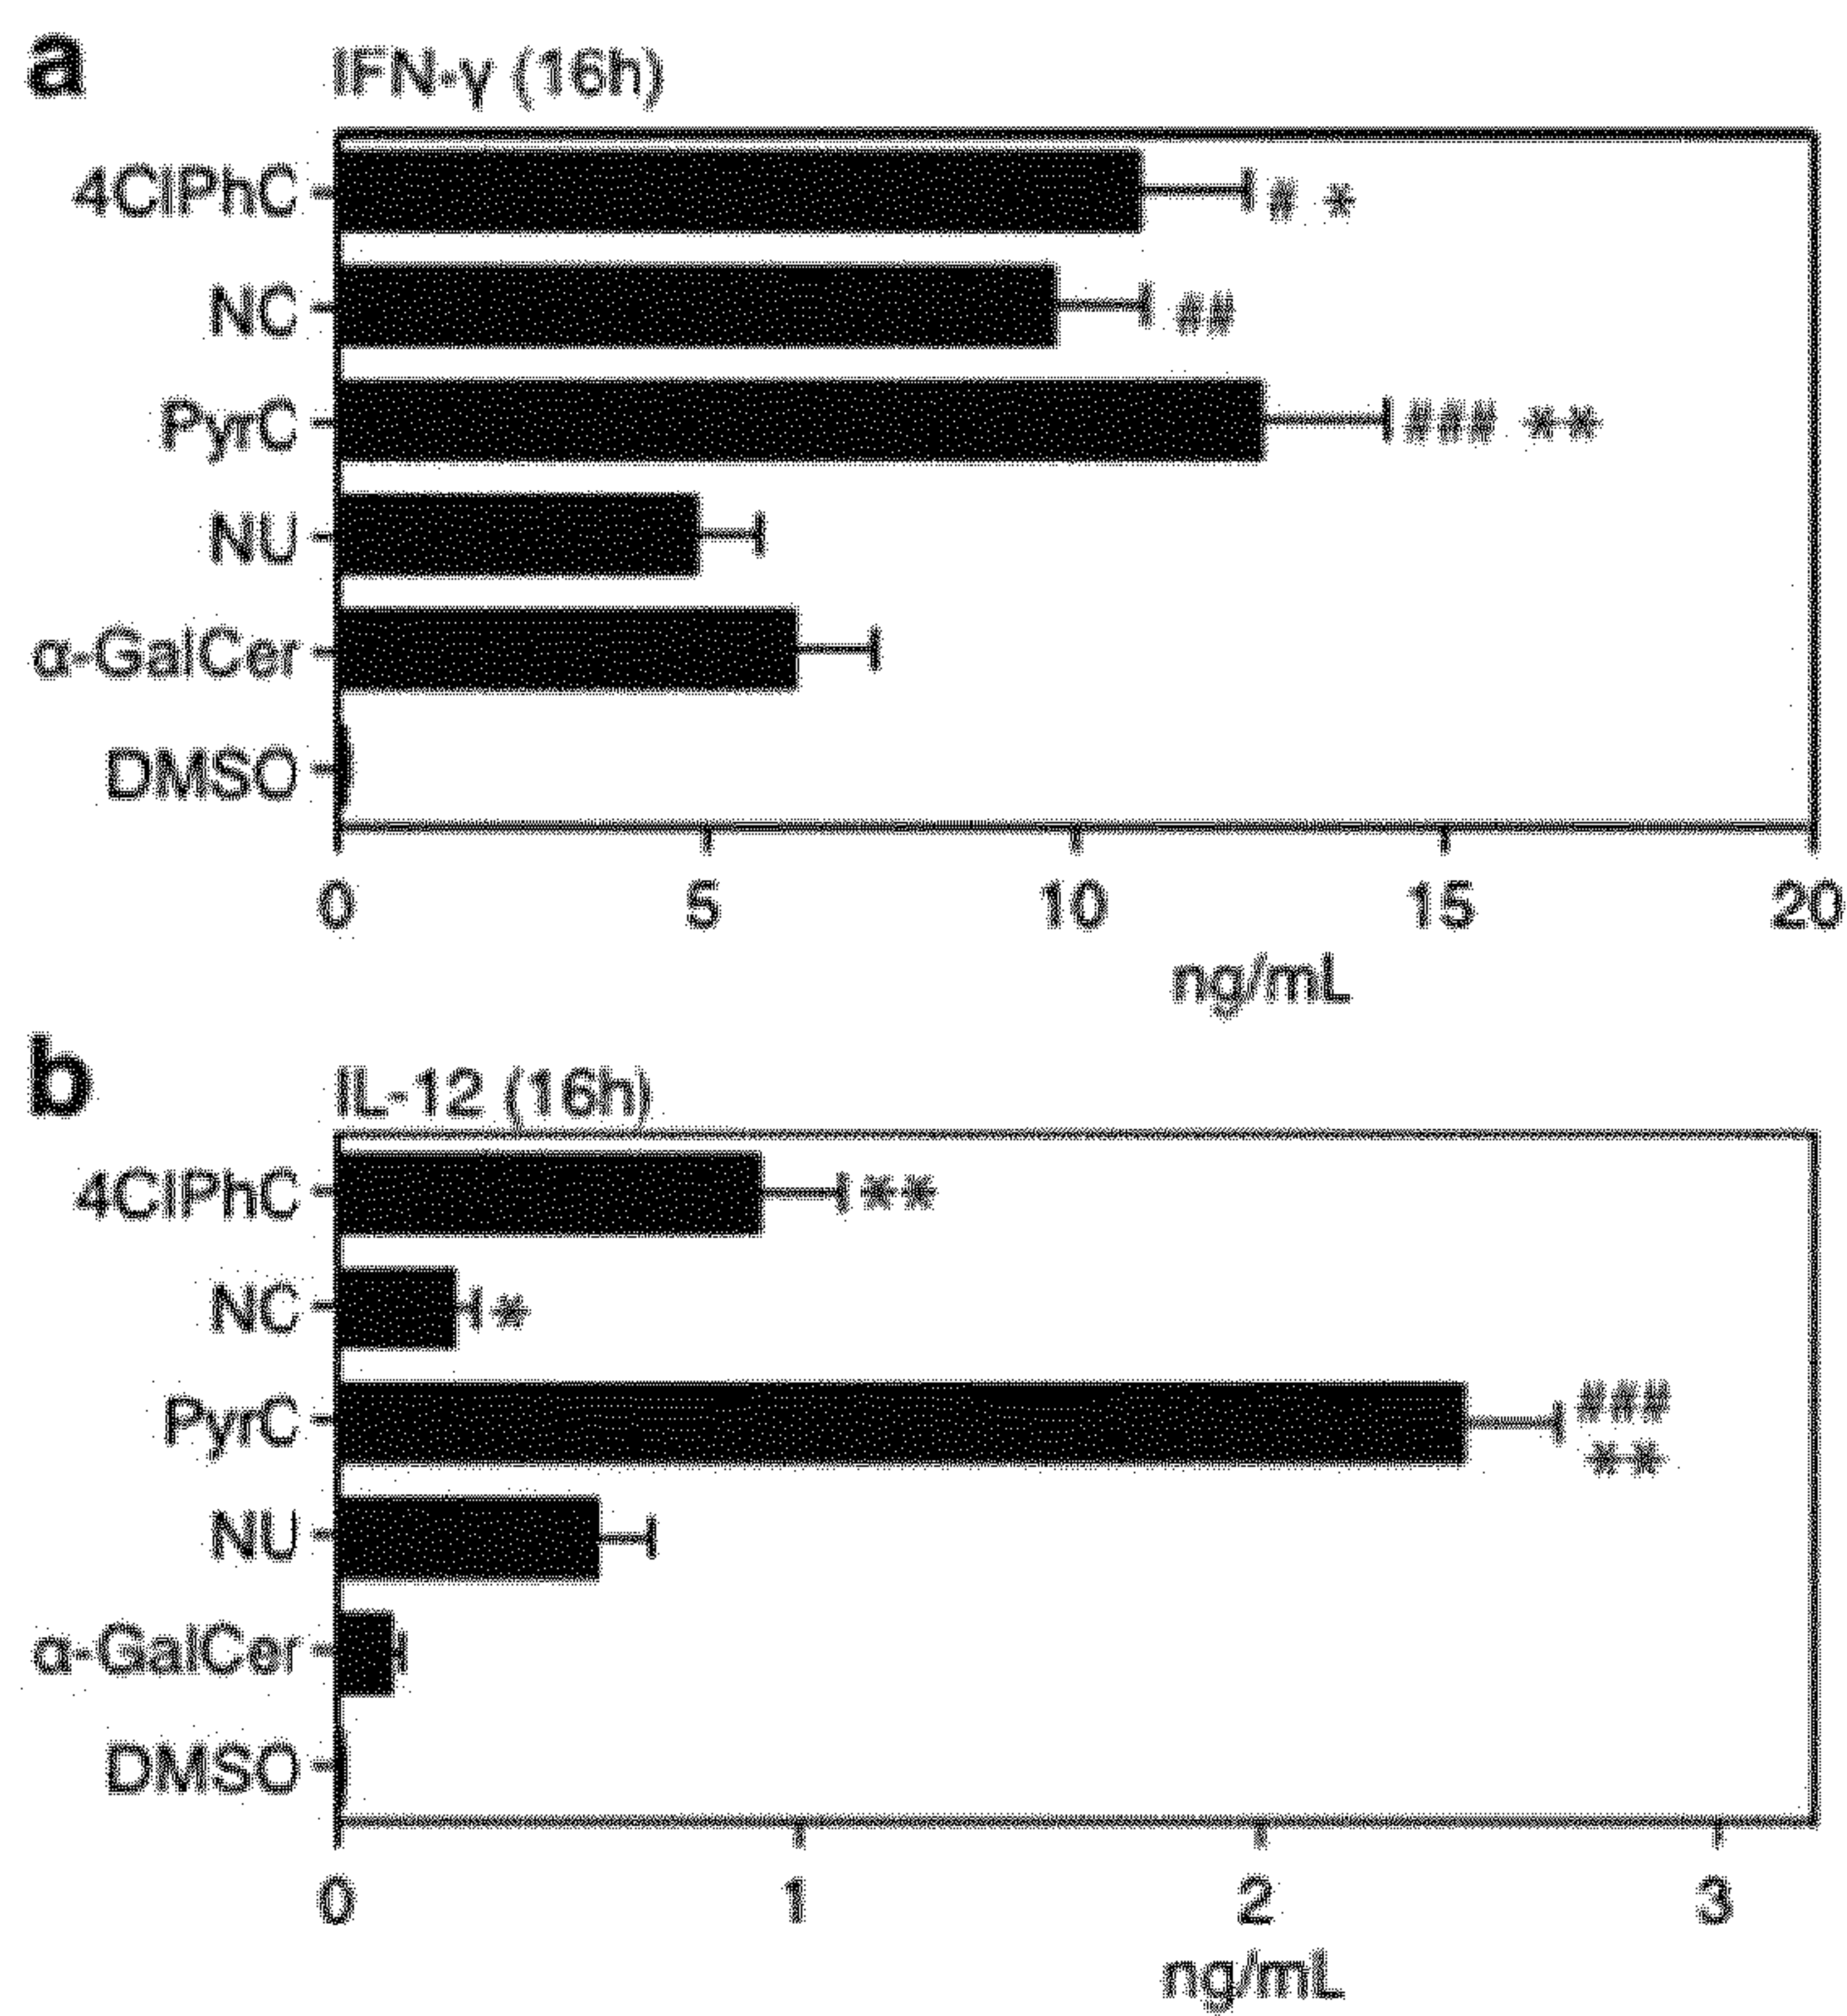 a
IFN-γ (16h)
4ClPhC
# *
NC
##
PyrC
### **
NU
α-GalCer
DMSO
0 5 10 15 20
ng/mL
b
IL-12 (16h)
4ClPhC
**
NC
*
PyrC
###
**
NU
α-GalCer
DMSO
0 1 2 3
ng/mL